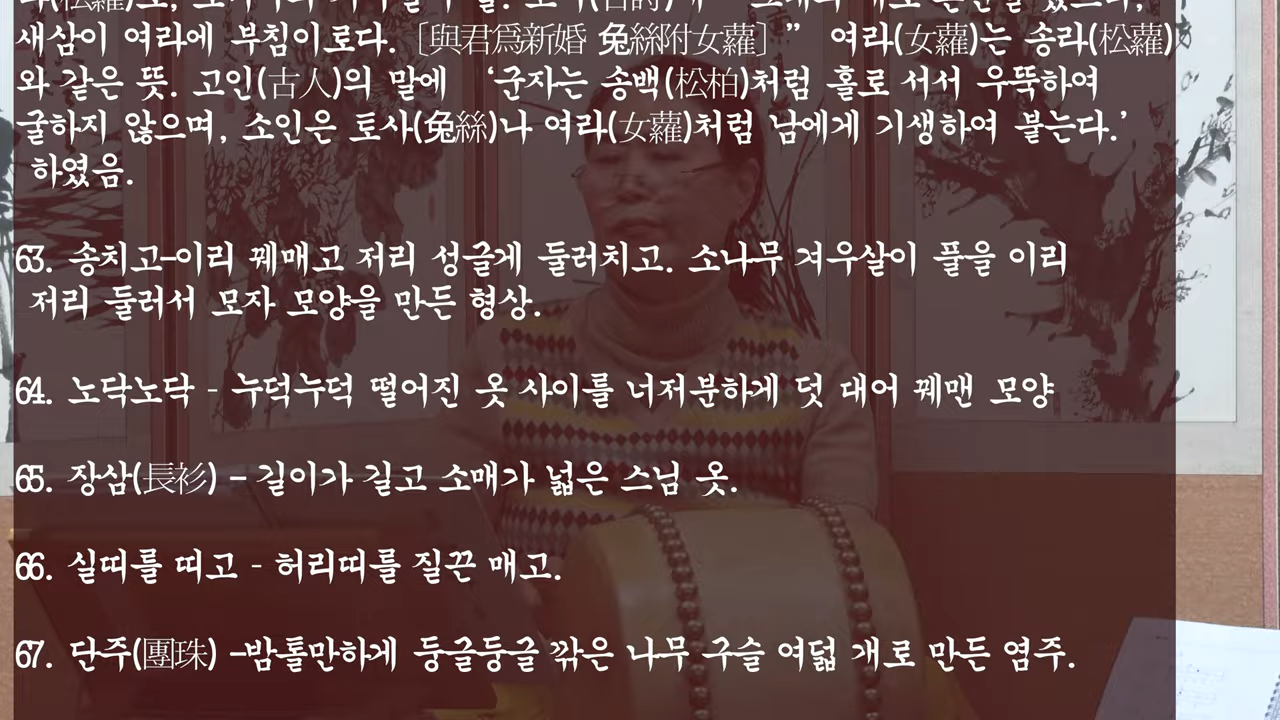 새삼이 여라에 부침이로다. [與君爲新婚 兔絲附女蘿]” 여라(女蘿)는 송라(松蘿)
와 같은 뜻. 고인(古人)의 말에 ‘군자는 송백(松柏)처럼 홀로 서서 우뚝하여
굴하지 않으며, 소인은 토사(兔絲)나 여라(女蘿)처럼 남에게 기생하여 붙는다.’
하였음.
63. 송치고-이리 꿰매고 저리 성글게 둘러치고. 소나무 겨우살이 플을 이리
저리 둘러서 모자 모양을 만든 형상.
64. 노닥노닥 - 누덕누덕 떨어진 옷 사이를 너저분하게 덧 대어 꿰맨 모양
65. 장삼(長衫) - 길이가 길고 소매가 넓은 스님 옷.
66. 실띠를 띠고 - 허리띠를 질끈 매고.
67. 단주(團珠) -밤톨만하게 둥글둥글 깎은 나무 구슬 여덟 개로 만든 염주.